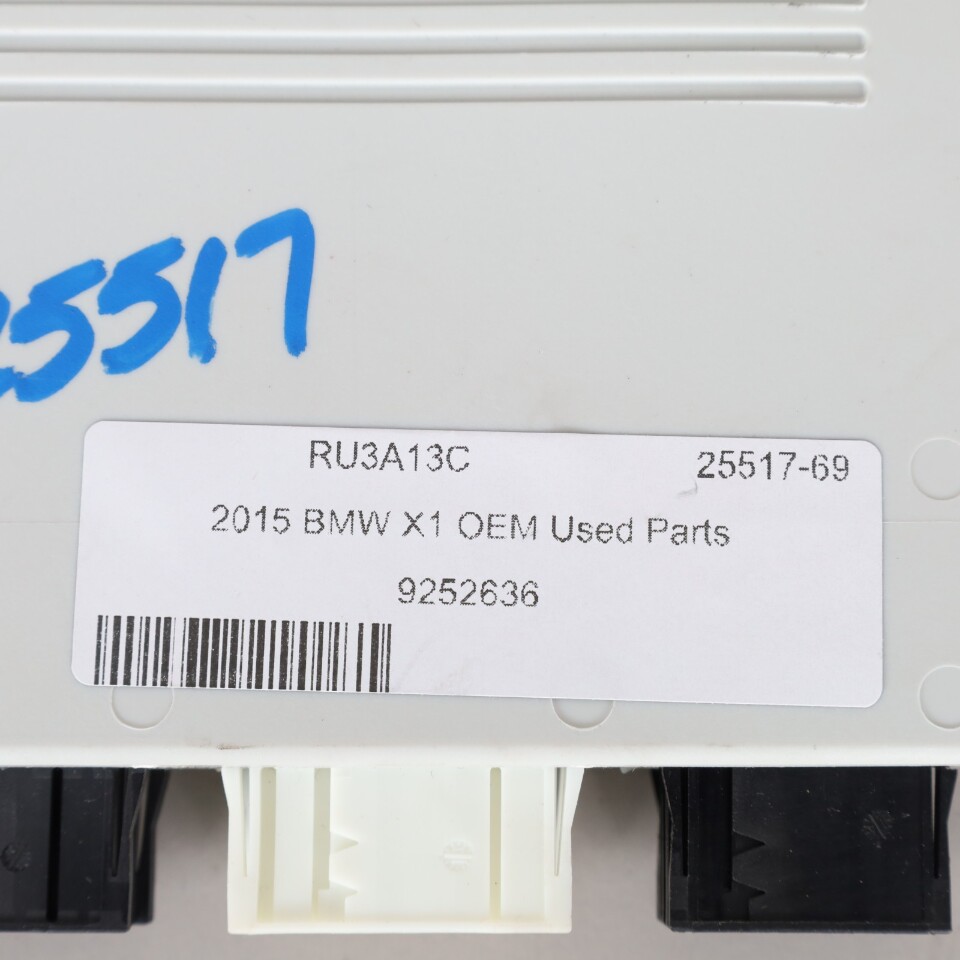 25517
RU3A13C 25517-69
2015 BMW X1 OEM Used Parts
9252636